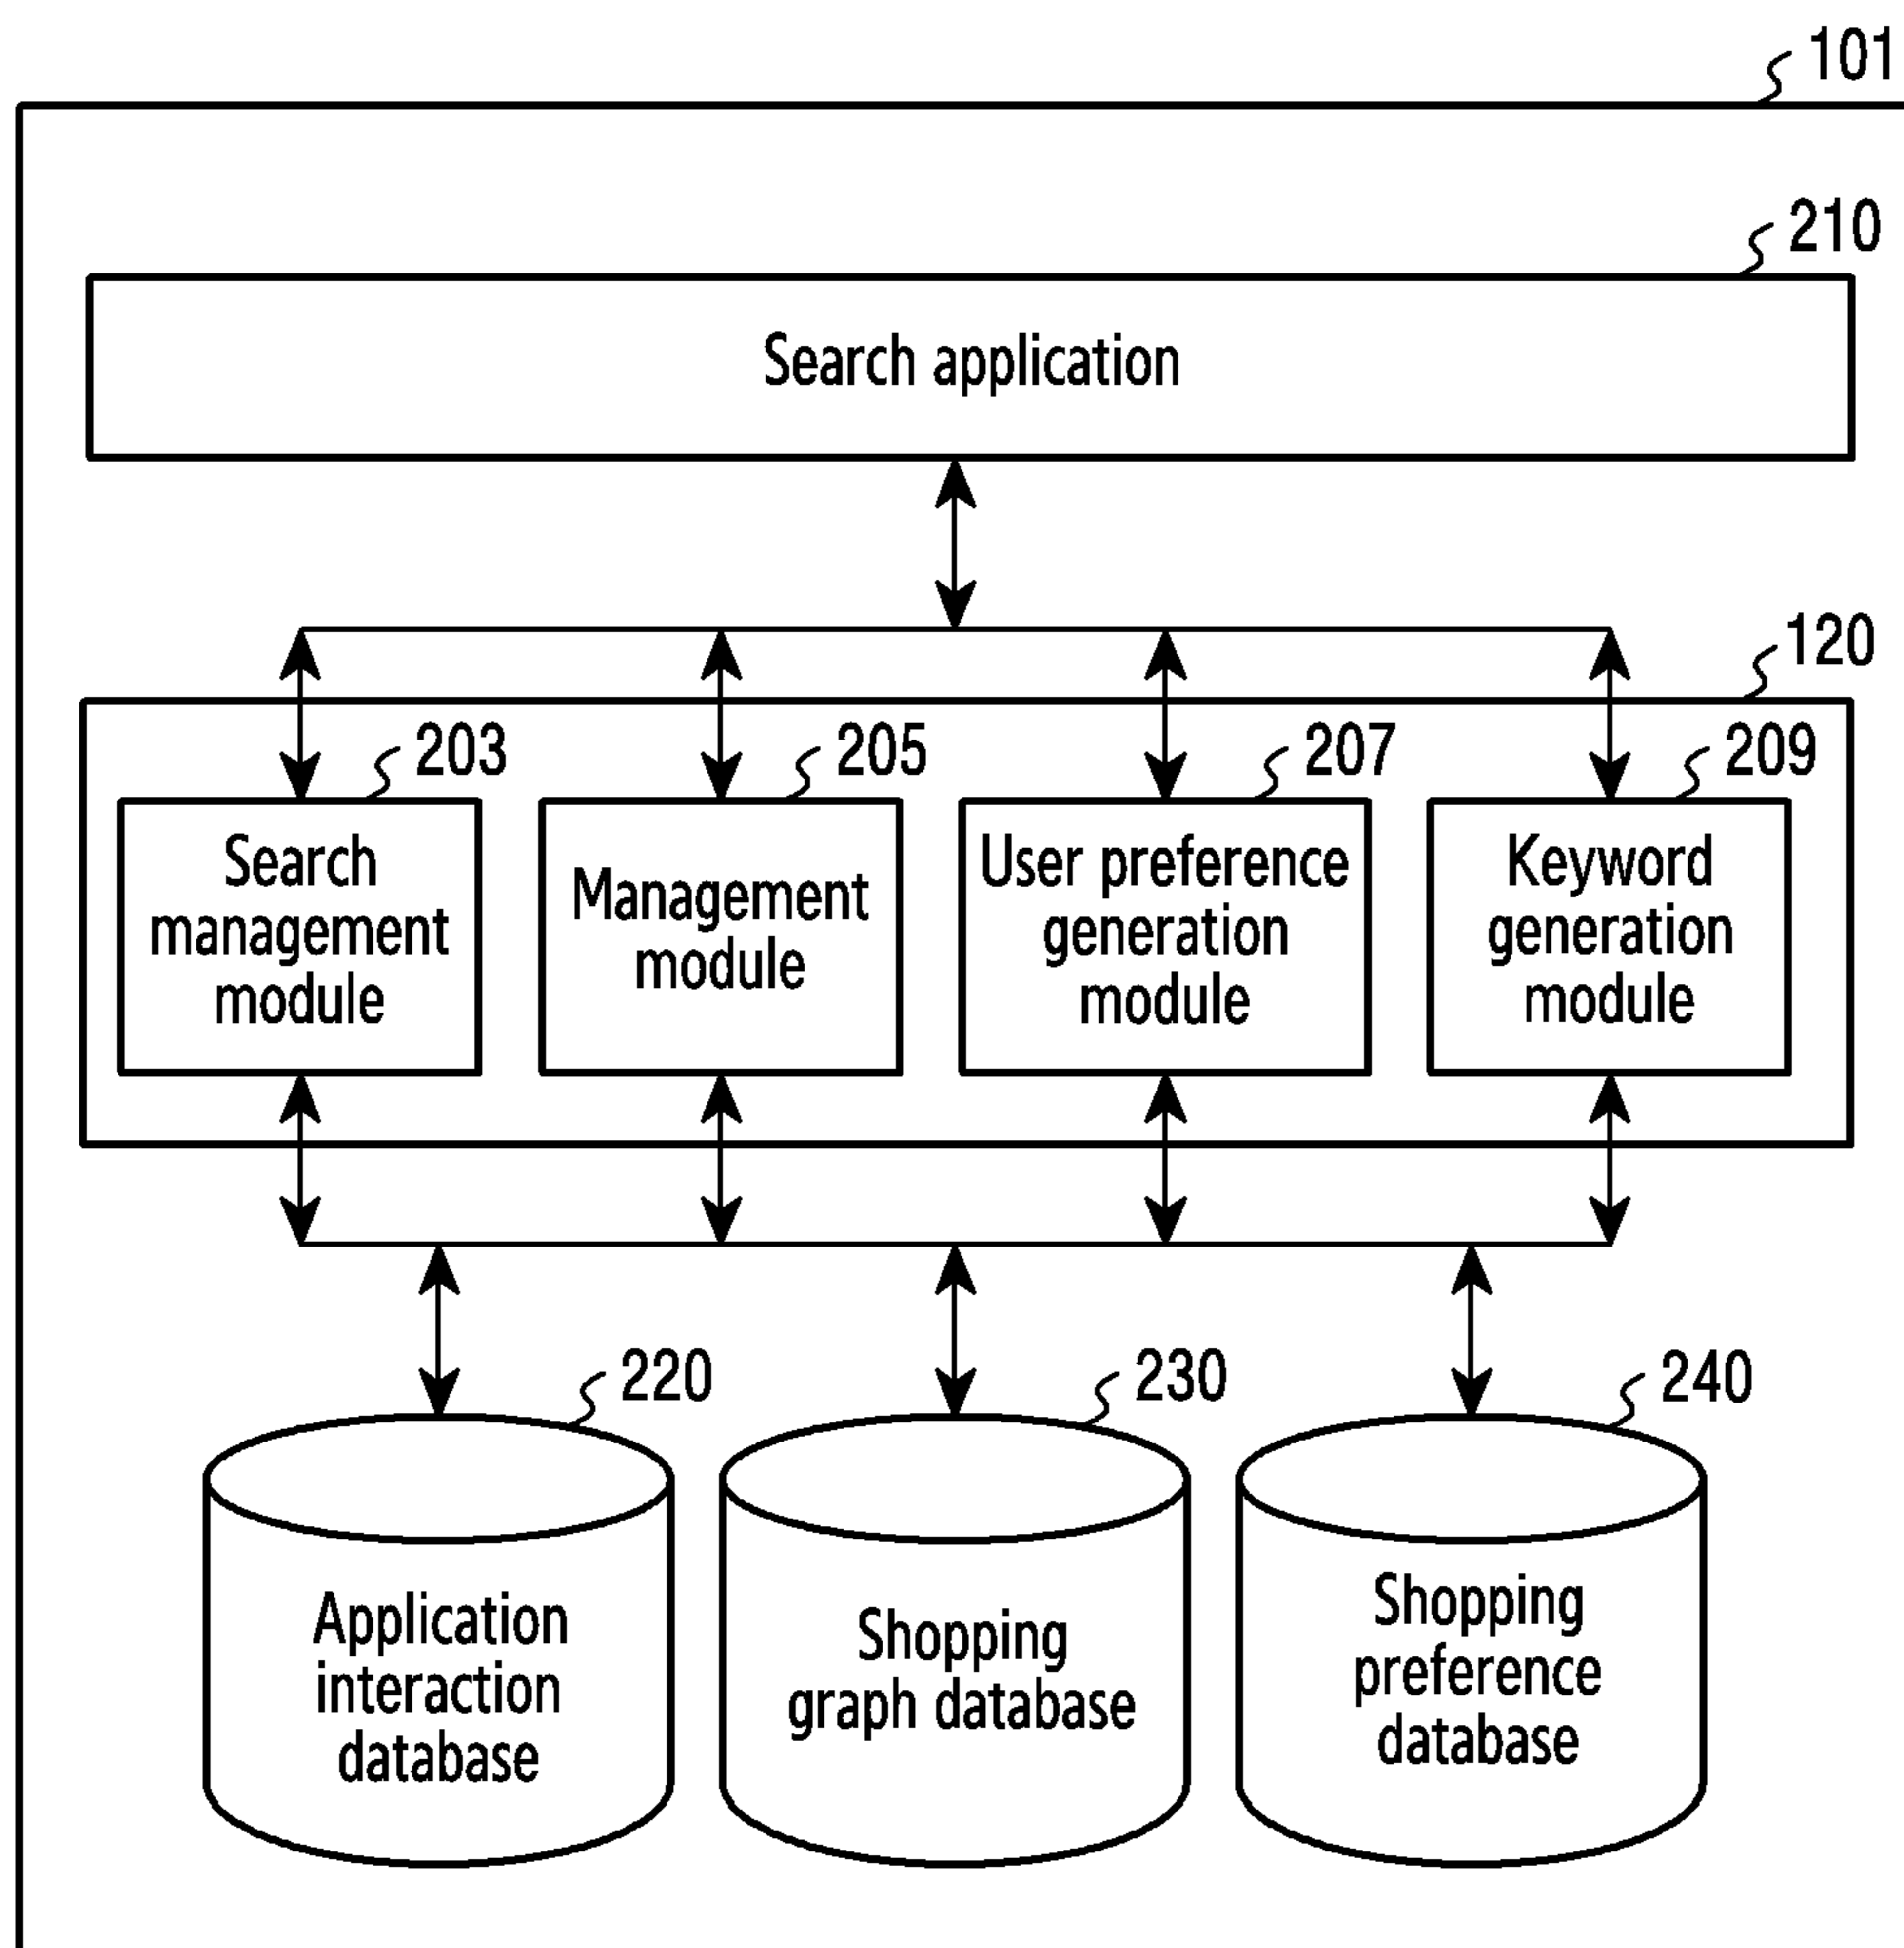 101
210
Search application
120
203
205
207
209
Search
management
module
Management
module
User preference
generation
module
Keyword
generation
module
220
230
240
Application
interaction
database
Shopping
graph database
Shopping
preference
database